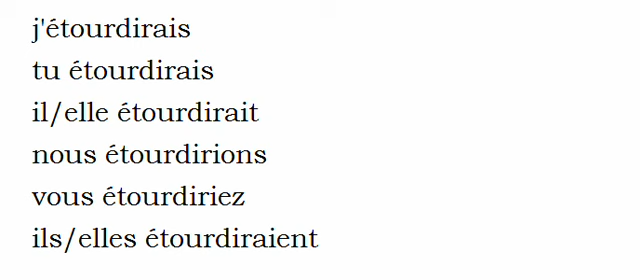 j'étourdirais
tu étourdirais
il/elle étourdirait
nous étourdirions
vous étourdiriez
ils/elles étourdiraient